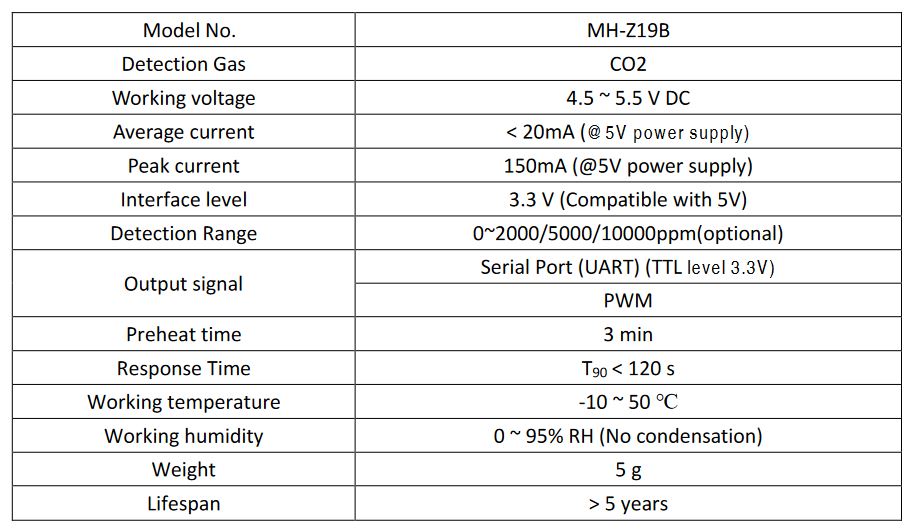 Model No. MH-Z19B
Detection Gas CO2
Working voltage 4.5 ~ 5.5 V DC
Average current < 20mA (@ 5V power supply)
Peak current 150mA (@5V power supply)
Interface level 3.3 V (Compatible with 5V)
Detection Range 0~2000/5000/10000ppm(optional)
Output signal Serial Port (UART) (TTL level 3.3V)
PWM
Preheat time 3 min
Response Time T90 < 120 s
Working temperature -10 ~ 50 ℃
Working humidity 0 ~ 95% RH (No condensation)
Weight 5 g
Lifespan > 5 years